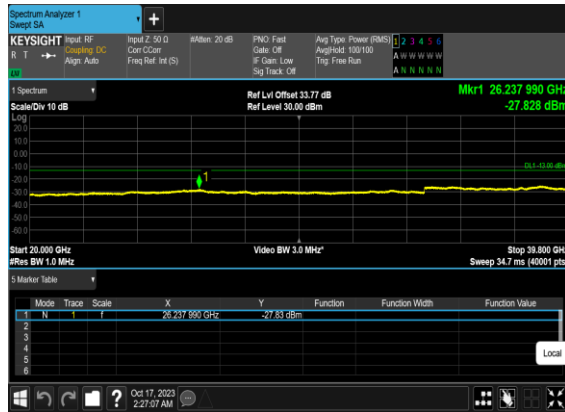 Spectrum Analyzer 1
Swept SA
+
KEYSIGHT
R T
Input: RF
Coupling: DC
Align: Auto
Input Z: 50 Ω
Corr CCorr
Freq Ref: Int (S)
#Atten: 20 dB
PNO: Fast
Gate: Off
IF Gain: Low
Sig Track: Off
Avg Type: Power (RMS)
Avg|Hold: 100/100
Trig: Free Run
1 2 3 4 5 6
A W W W W W
A N N N N N
1 Spectrum
Scale/Div 10 dB
Ref Lvl Offset 33.77 dB
Ref Level 30.00 dBm
Mkr1 26.237 990 GHz
-27.828 dBm
Log
20.0
10.0
0.00
-10.0
-20.0
-30.0
-40.0
-50.0
-60.0
1
DL1 -13.00 dBm
Start 20.000 GHz
#Res BW 1.0 MHz
Video BW 3.0 MHz*
Stop 39.800 GHz
Sweep 34.7 ms (40001 pts)
5 Marker Table
Mode Trace Scale X Y Function Function Width Function Value
1 N 1 f 26.237 990 GHz -27.83 dBm
2
3
4
5
6
Local
?
Oct 17, 2023
2:27:07 AM